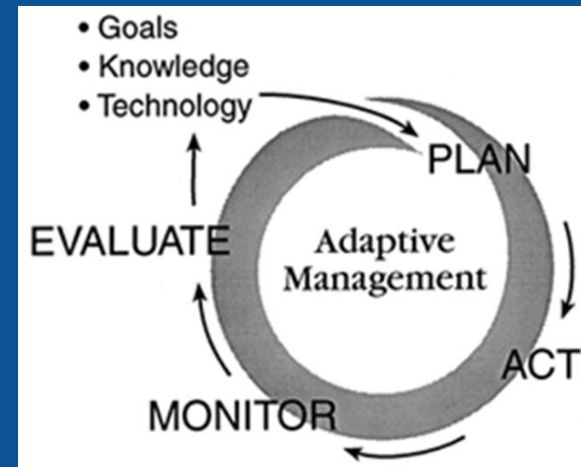 • Goals
• Knowledge
• Technology
PLAN
EVALUATE
Adaptive
Management
ACT
MONITOR